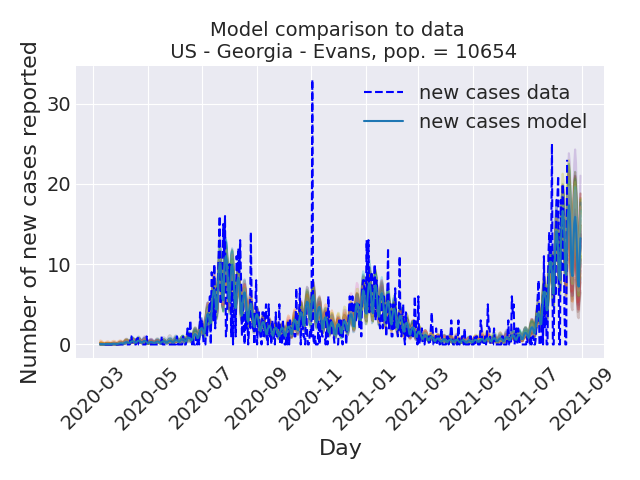 Model comparison to data
US - Georgia - Evans, pop. = 10654
Number of new cases reported
30
20
10
0
new cases data
new cases model
2020-03
2020-05
2020-07
2020-09
2020-11
2021-01
2021-03
2021-05
2021-07
2021-09
Day